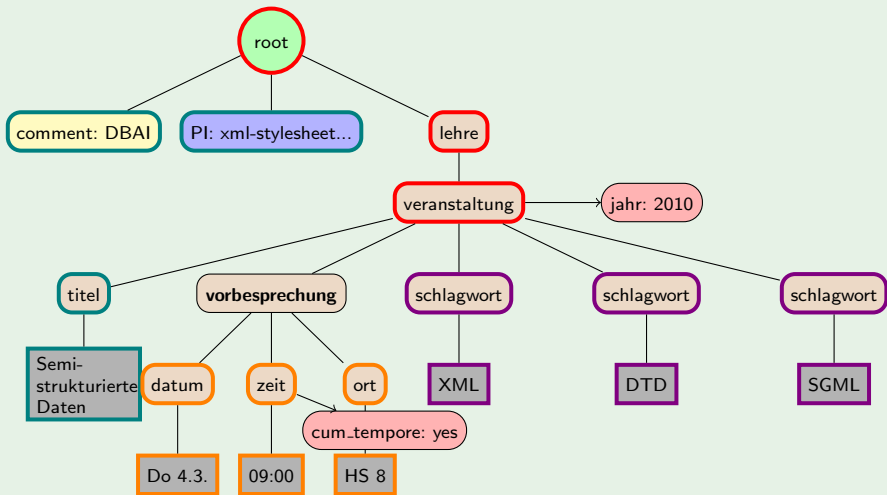 root
comment: DBAI
PI: xml-stylesheet...
lehre
veranstaltung
jahr: 2010
titel
vorbesprechung
schlagwort
schlagwort
schlagwort
Semi-
strukturierte
Daten
datum
zeit
ort
XML
DTD
SGML
cum_tempore: yes
Do 4.3.
09:00
HS 8